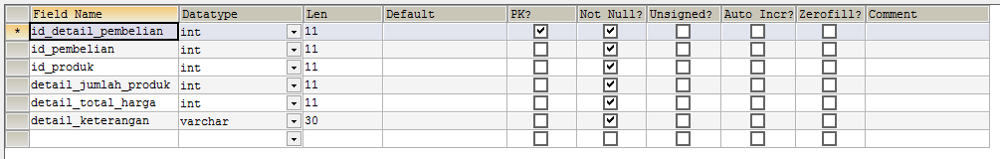 Field Name Datatype Len Default PK? Not Null? Unsigned? Auto Incr? Zerofill? Comment
* id_detail_pembelian int 11
id_pembelian int 11
id_produk int 11
detail_jumlah_produk int 11
detail_total_harga int 11
detail_keterangan varchar 30